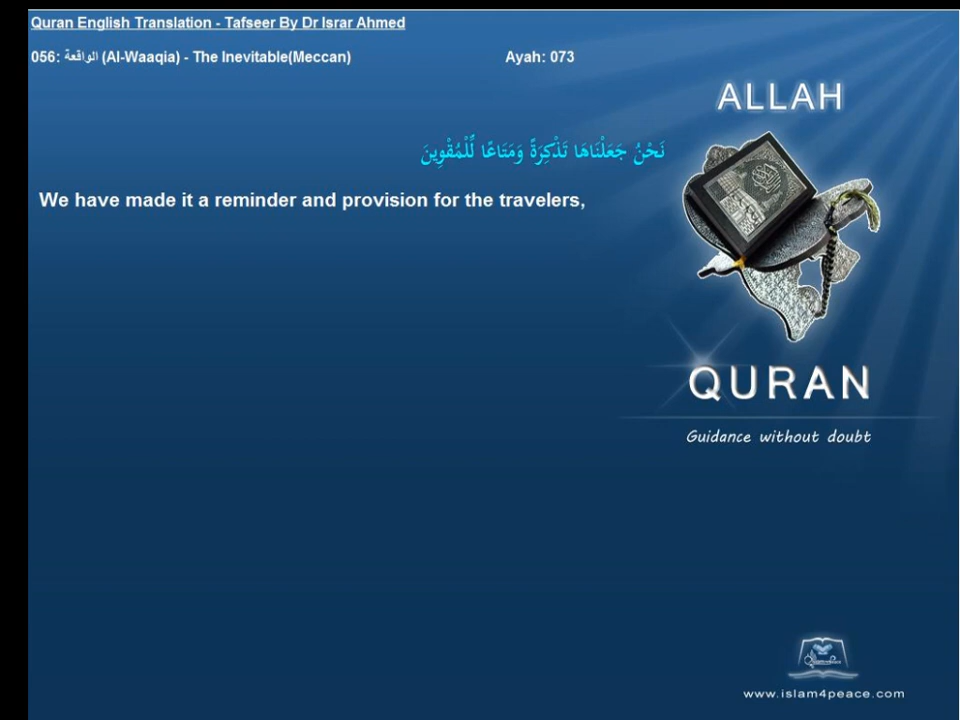 Quran English Translation - Tafseer By Dr Israr Ahmed
056: الواقعة (Al-Waaqia) - The Inevitable(Meccan) Ayah: 073
ALLAH
نَحْنُ جَعَلْنَاهَا تَذْكِرَةً وَمَتَاعًا لِّلْمُقْوِينَ
We have made it a reminder and provision for the travelers,
QURAN
Guidance without doubt
www.islam4peace.com